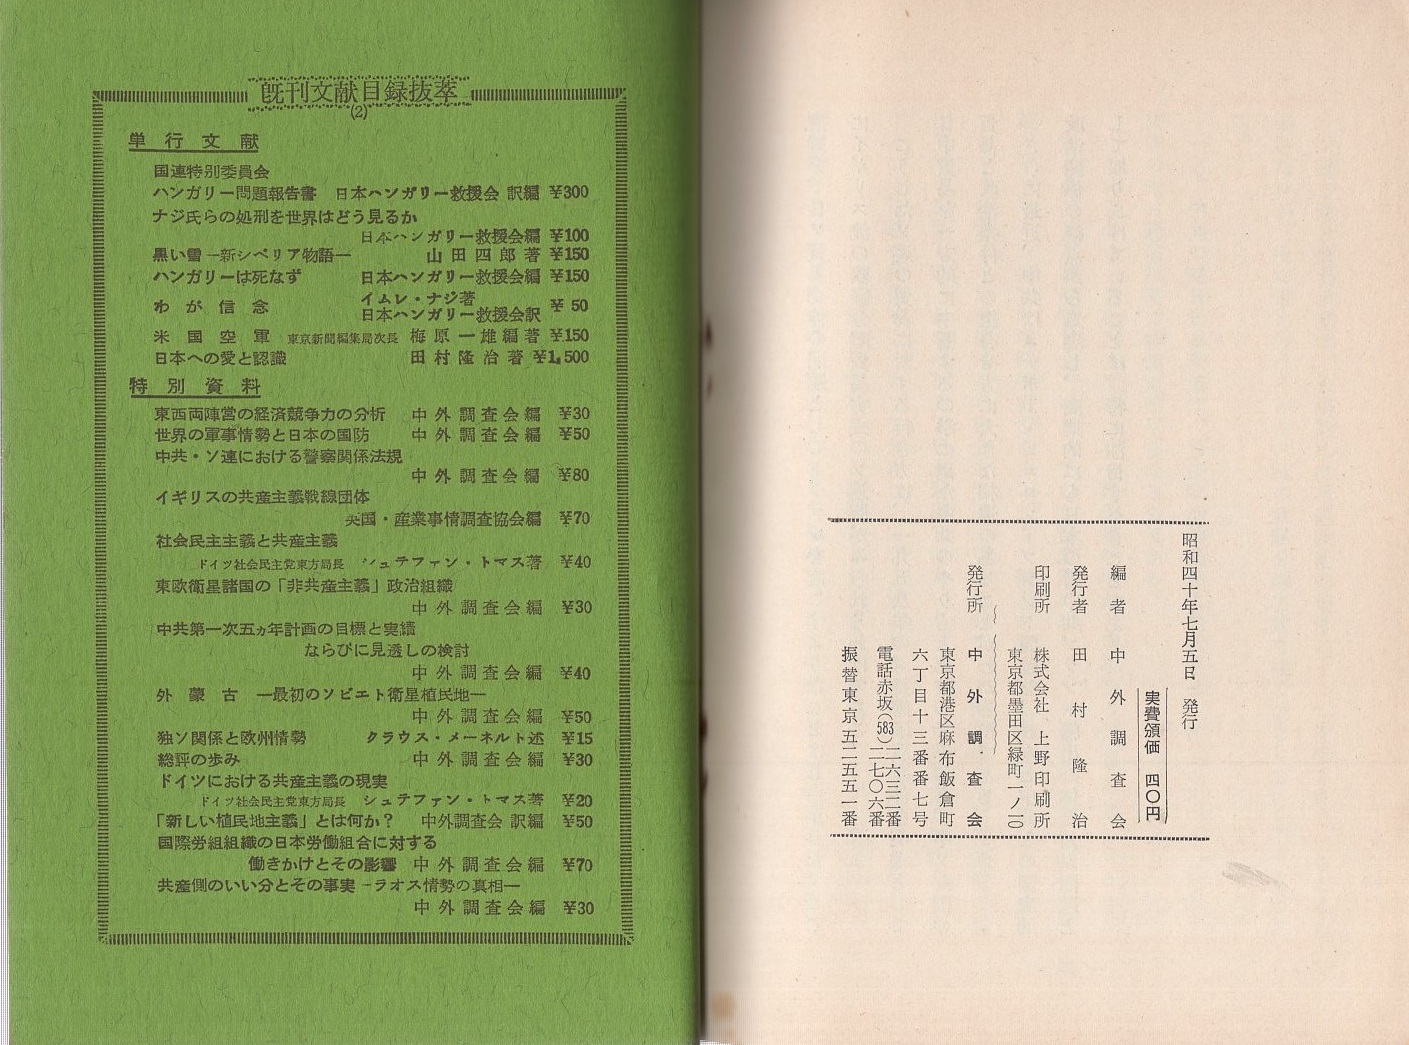 既刊文献目録抜萃
(2)
単行文献
国連特別委員会
ハンガリー問題報告書 日本ハンガリー救援会 訳編 ¥300
ナジ氏らの処刑を世界はどう見るか
日本ハンガリー救援会編 ¥100
黒い雪 ―新シベリア物語― 山田四郎著 ¥150
ハンガリーは死なず 日本ハンガリー救援会編 ¥150
わが信念 イムレ・ナジ著 ¥50
日本ハンガリー救援会訳
米国空軍 東京新聞編集局次長 梅原一雄編著 ¥150
日本への愛と認識 田村隆治著 ¥1,500
特別資料
東西両陣営の経済競争力の分析 中外調査会編 ¥30
世界の軍事情勢と日本の国防 中外調査会編 ¥50
中共・ソ連における警察関係法規
中外調査会編 ¥80
イギリスの共産主義戦線団体
英国・産業事情調査協会編 ¥70
社会民主主義と共産主義
ドイツ社会民主党東方局長 シュテファン・トマス著 ¥40
東欧衛星諸国の「非共産主義」政治組織
中外調査会編 ¥30
中共第一次五ヵ年計画の目標と実績
ならびに見透しの検討
中外調査会編 ¥40
外蒙古 ―最初のソビエト衛星植民地―
中外調査会編 ¥50
独ソ関係と欧州情勢 クラウス・メーネルト述 ¥15
総評の歩み 中外調査会編 ¥30
ドイツにおける共産主義の現実
ドイツ社会民主党東方局長 シュテファン・トマス著 ¥20
「新しい植民地主義」とは何か? 中外調査会 訳編 ¥50
国際労組組織の日本労働組合に対する
働きかけとその影響 中外調査会編 ¥70
共産側のいい分とその事実 ―ラオス情勢の真相―
中外調査会編 ¥30
昭和四十年七月五日 発行
実費頒価 四〇円
編者 中外調査会
発行者 田村隆治
印刷所 株式会社 上野印刷所
東京都墨田区緑町一ノ一〇
発行所 中外調査会
東京都港区麻布飯倉町
六丁目十三番番七号
電話赤坂(583)二六三二番
二七〇六番
振替東京五二五五一番